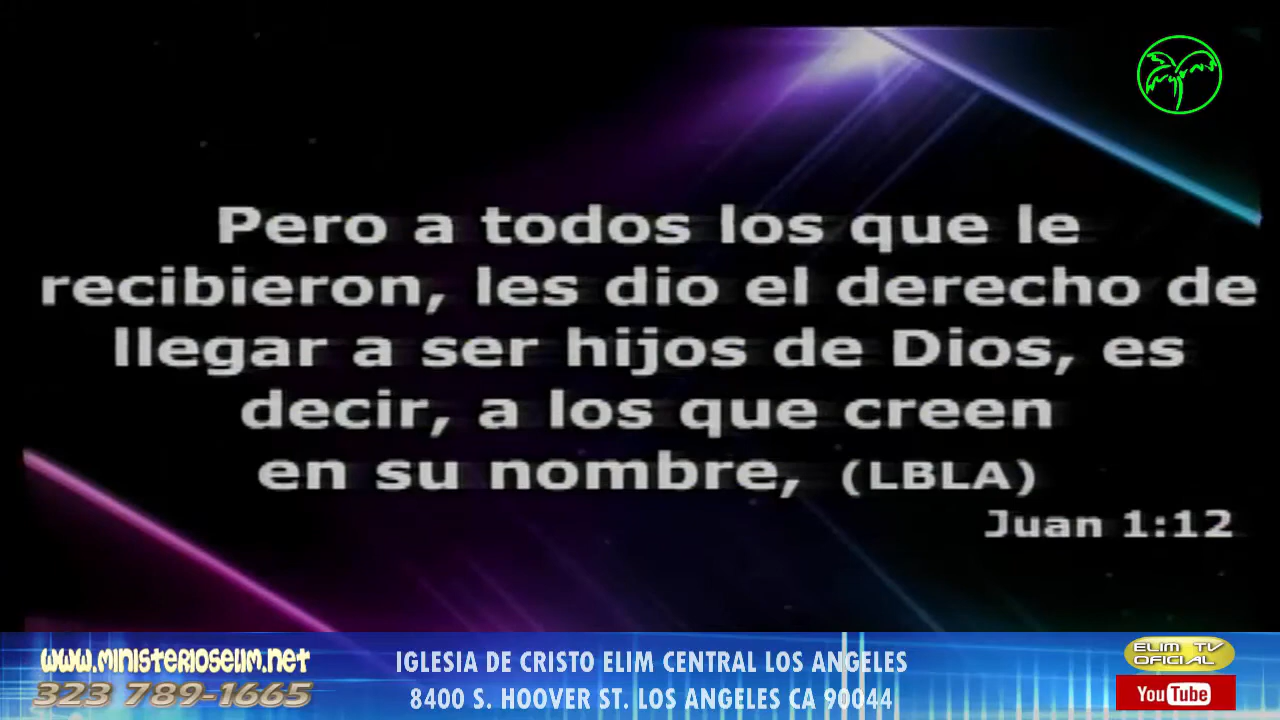 Pero a todos los que le
recibieron, les dio el derecho de
llegar a ser hijos de Dios, es
decir, a los que creen
en su nombre, (LBLA)
Juan 1:12
www.ministerioselim.net
323 789-1665
IGLESIA DE CRISTO ELIM CENTRAL LOS ANGELES
8400 S. HOOVER ST. LOS ANGELES CA 90044
ELIM TV
OFICIAL
YouTube